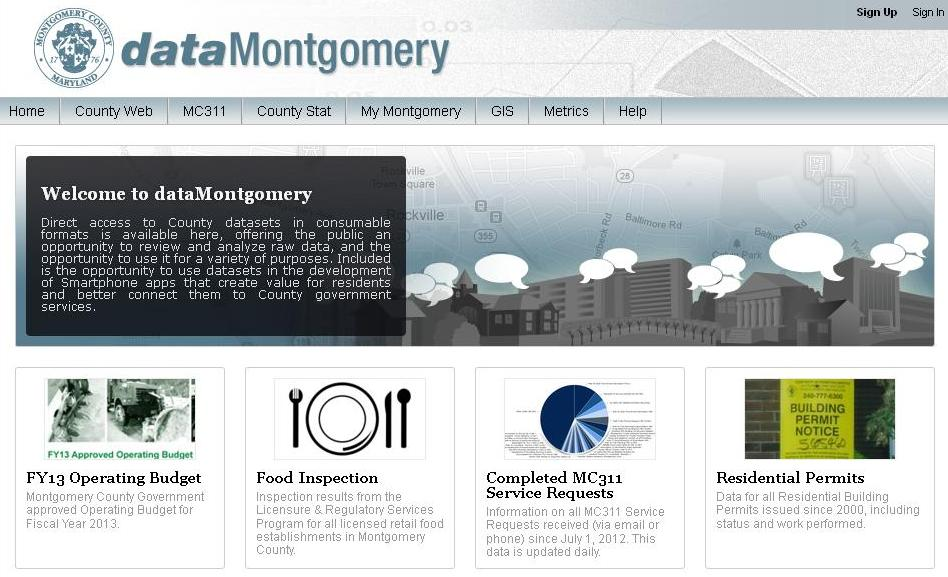 Sign Up Sign In
MONTGOMERY COUNTY
17 76
MARYLAND
dataMontgomery
Home County Web MC311 County Stat My Montgomery GIS Metrics Help
Rockville
Town Square
28
Rockville
355
Baltimore Rd
Welcome to dataMontgomery
Direct access to County datasets in consumable
formats is available here, offering the public an
opportunity to review and analyze raw data, and the
opportunity to use it for a variety of purposes. Included
is the opportunity to use datasets in the development
of Smartphone apps that create value for residents
and better connect them to County government
services.
FY13 Approved Operating Budget
FY13 Operating Budget
Montgomery County Government
approved Operating Budget for
Fiscal Year 2013.
Food Inspection
Inspection results from the
Licensure & Regulatory Services
Program for all licensed retail food
establishments in Montgomery
County.
Completed MC311
Service Requests
Information on all MC311 Service
Requests received (via email or
phone) since July 1, 2012. This
data is updated daily.
240-777-6300
BUILDING
PERMIT
NOTICE
Residential Permits
Data for all Residential Building
Permits issued since 2000, including
status and work performed.